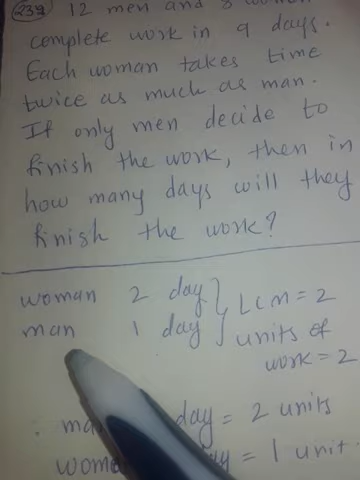 239 12 men and 8 women
complete work in 9 days.
Each woman takes time
twice as much as man.
If only men decide to
finish the work, then in
how many days will they
finish the work?
woman 2 day } LCM = 2
man 1 day } units of
work = 2
day = 2 units
= 1 unit.